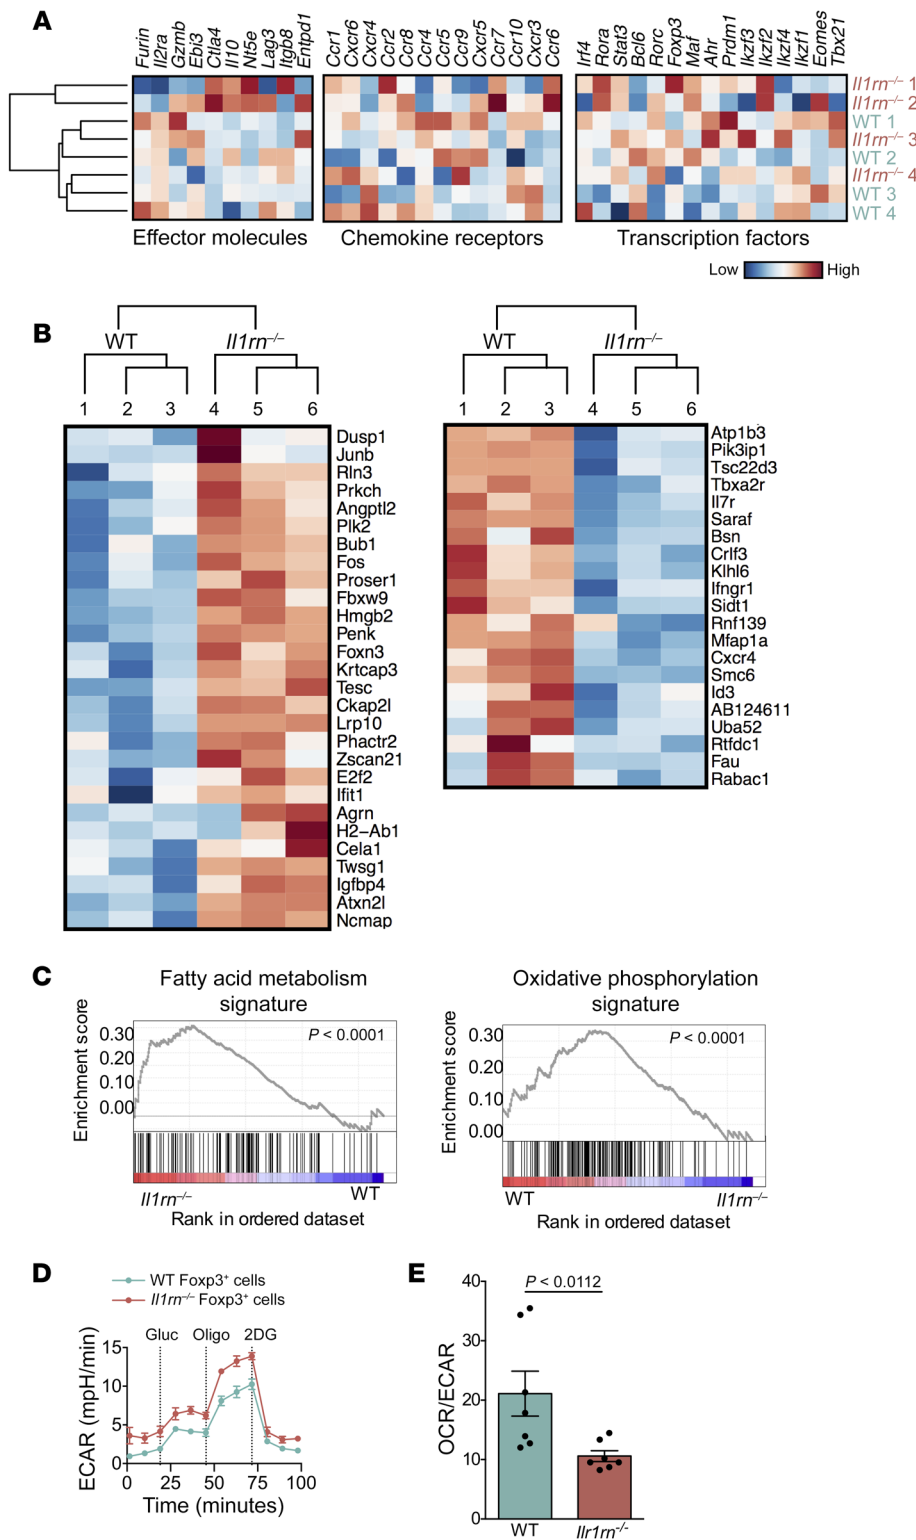 A
Furin Il2ra Gzmb Ebi3 Ctla4 Il10 Nt5e Lag3 Itgb8 Entpd1
Ccr1 Cxcr6 Cxcr4 Ccr2 Ccr8 Ccr4 Ccr5 Ccr9 Cxcr5 Ccr7 Ccr10 Cxcr3 Ccr6
Irf4 Rora Stat3 Bcl6 Rorc Foxp3 Maf Ahr Prdm1 Ikzf3 Ikzf2 Ikzf4 Ikzf1 Eomes Tbx21
Il1rn–/– 1
Il1rn–/– 2
WT 1
Il1rn–/– 3
WT 2
Il1rn–/– 4
WT 3
WT 4
Effector molecules Chemokine receptors Transcription factors
Low High
B
WT Il1rn–/–
1 2 3 4 5 6
Dusp1
Junb
Rln3
Prkch
Angptl2
Plk2
Bub1
Fos
Proser1
Fbxw9
Hmgb2
Penk
Foxn3
Krtcap3
Tesc
Ckap2l
Lrp10
Phactr2
Zscan21
E2f2
Ifit1
Agrn
H2–Ab1
Cela1
Twsg1
Igfbp4
Atxn2l
Ncmap
WT Il1rn–/–
1 2 3 4 5 6
Atp1b3
Pik3ip1
Tsc22d3
Tbxa2r
Il7r
Saraf
Bsn
Crlf3
Klhl6
Ifngr1
Sidt1
Rnf139
Mfap1a
Cxcr4
Smc6
Id3
AB124611
Uba52
Rtfdc1
Fau
Rabac1
C
Fatty acid metabolism
signature
Enrichment score
0.30
0.20
0.10
0.00
P < 0.0001
Il1rn–/– WT
Rank in ordered dataset
Oxidative phosphorylation
signature
Enrichment score
0.30
0.20
0.10
0.00
P < 0.0001
WT Il1rn–/–
Rank in ordered dataset
D
WT Foxp3+ cells
Il1rn–/– Foxp3+ cells
Gluc Oligo 2DG
ECAR (mpH/min)
15
10
5
0
0 25 50 75 100
Time (minutes)
E
P < 0.0112
OCR/ECAR
40
30
20
10
0
WT Ilr1rn–/–